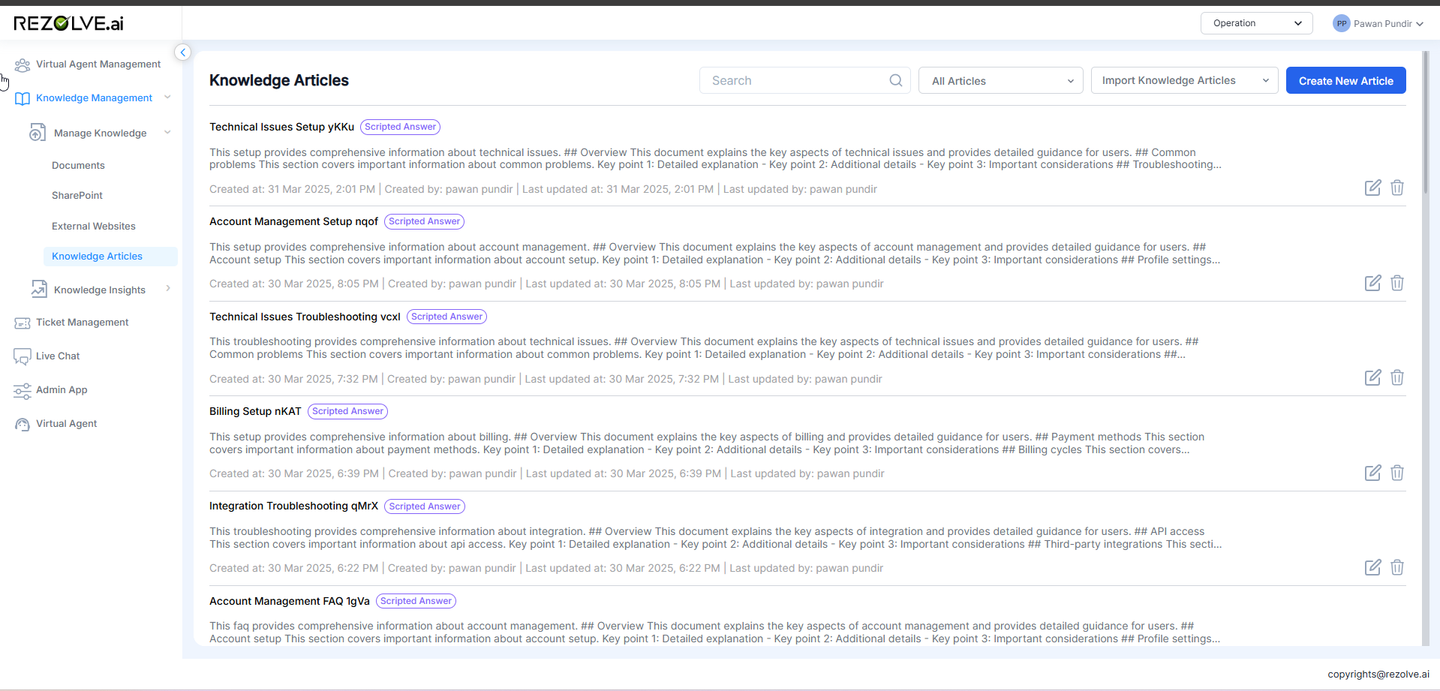 REZOLVE.ai
Operation
PP Pawan Pundir
Virtual Agent Management
Knowledge Management
Manage Knowledge
Documents
SharePoint
External Websites
Knowledge Articles
Knowledge Insights
Ticket Management
Live Chat
Admin App
Virtual Agent
Knowledge Articles
Search
All Articles
Import Knowledge Articles
Create New Article
Technical Issues Setup yKKu Scripted Answer
This setup provides comprehensive information about technical issues. ## Overview This document explains the key aspects of technical issues and provides detailed guidance for users. ## Common
problems This section covers important information about common problems. Key point 1: Detailed explanation - Key point 2: Additional details - Key point 3: Important considerations ## Troubleshooting...
Created at: 31 Mar 2025, 2:01 PM | Created by: pawan pundir | Last updated at: 31 Mar 2025, 2:01 PM | Last updated by: pawan pundir
Account Management Setup nqof Scripted Answer
This setup provides comprehensive information about account management. ## Overview This document explains the key aspects of account management and provides detailed guidance for users. ##
Account setup This section covers important information about account setup. Key point 1: Detailed explanation - Key point 2: Additional details - Key point 3: Important considerations ## Profile settings...
Created at: 30 Mar 2025, 8:05 PM | Created by: pawan pundir | Last updated at: 30 Mar 2025, 8:05 PM | Last updated by: pawan pundir
Technical Issues Troubleshooting vcxl Scripted Answer
This troubleshooting provides comprehensive information about technical issues. ## Overview This document explains the key aspects of technical issues and provides detailed guidance for users. ##
Common problems This section covers important information about common problems. Key point 1: Detailed explanation - Key point 2: Additional details - Key point 3: Important considerations ##...
Created at: 30 Mar 2025, 7:32 PM | Created by: pawan pundir | Last updated at: 30 Mar 2025, 7:32 PM | Last updated by: pawan pundir
Billing Setup nKAT Scripted Answer
This setup provides comprehensive information about billing. ## Overview This document explains the key aspects of billing and provides detailed guidance for users. ## Payment methods This section
covers important information about payment methods. Key point 1: Detailed explanation - Key point 2: Additional details - Key point 3: Important considerations ## Billing cycles This section covers...
Created at: 30 Mar 2025, 6:39 PM | Created by: pawan pundir | Last updated at: 30 Mar 2025, 6:39 PM | Last updated by: pawan pundir
Integration Troubleshooting qMrX Scripted Answer
This troubleshooting provides comprehensive information about integration. ## Overview This document explains the key aspects of integration and provides detailed guidance for users. ## API access
This section covers important information about api access. Key point 1: Detailed explanation - Key point 2: Additional details - Key point 3: Important considerations ## Third-party integrations This secti...
Created at: 30 Mar 2025, 6:22 PM | Created by: pawan pundir | Last updated at: 30 Mar 2025, 6:22 PM | Last updated by: pawan pundir
Account Management FAQ 1gVa Scripted Answer
This faq provides comprehensive information about account management. ## Overview This document explains the key aspects of account management and provides detailed guidance for users. ##
Account setup This section covers important information about account setup. Key point 1: Detailed explanation - Key point 2: Additional details - Key point 3: Important considerations ## Profile settings...
copyrights@rezolve.ai